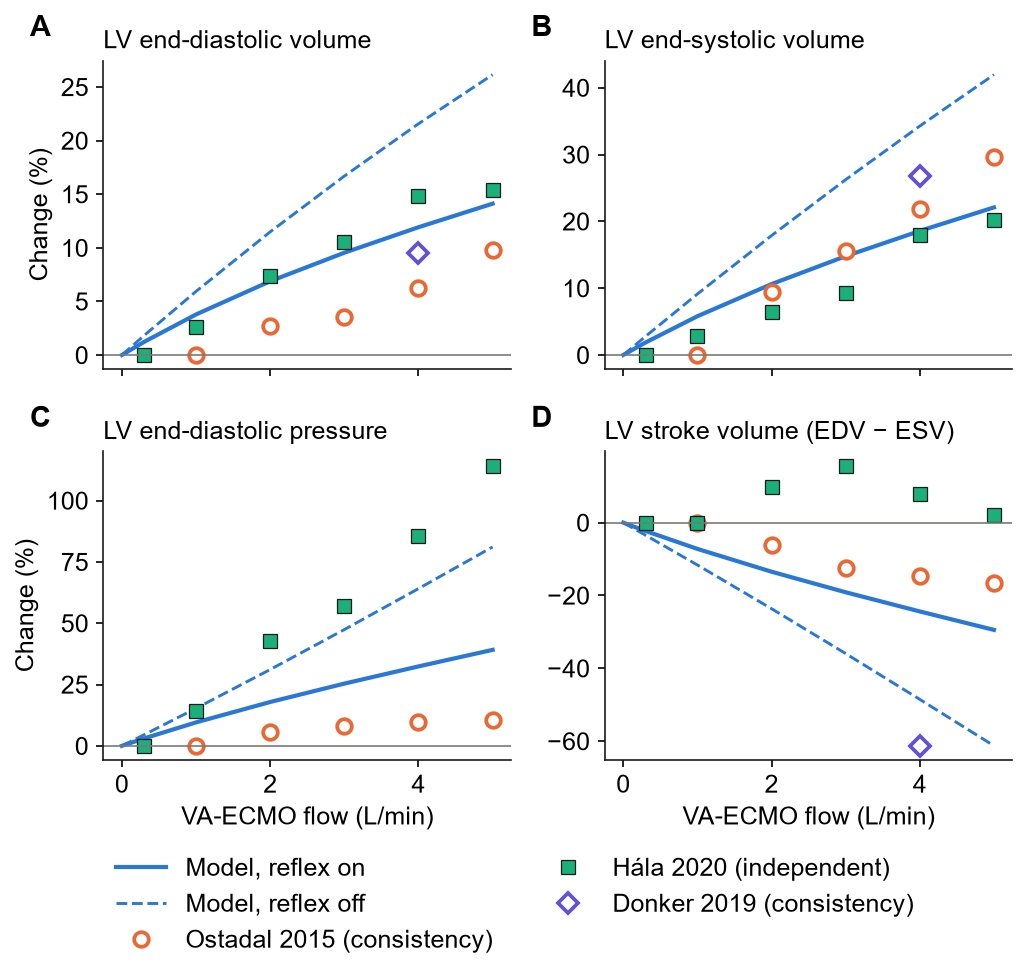 A
LV end-diastolic volume
B
LV end-systolic volume
25
20
15
10
5
0
Change (%)
40
30
20
10
0
C
LV end-diastolic pressure
D
LV stroke volume (EDV − ESV)
100
75
50
25
0
Change (%)
0
−20
−40
−60
0 2 4
0 2 4
VA-ECMO flow (L/min)
VA-ECMO flow (L/min)
Model, reflex on
Model, reflex off
Ostadal 2015 (consistency)
Hála 2020 (independent)
Donker 2019 (consistency)